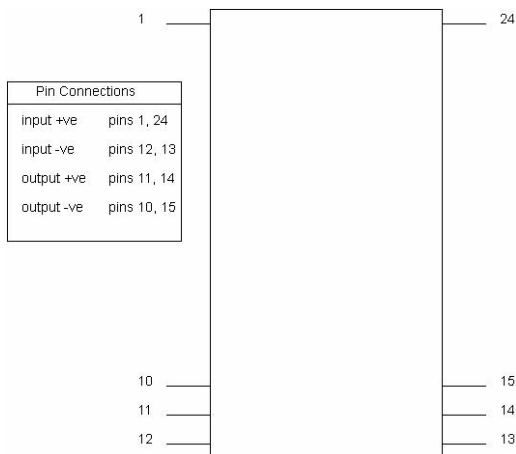 1
24
Pin Connections
input +ve pins 1, 24
input -ve pins 12, 13
output +ve pins 11, 14
output -ve pins 10, 15
10
15
11
14
12
13